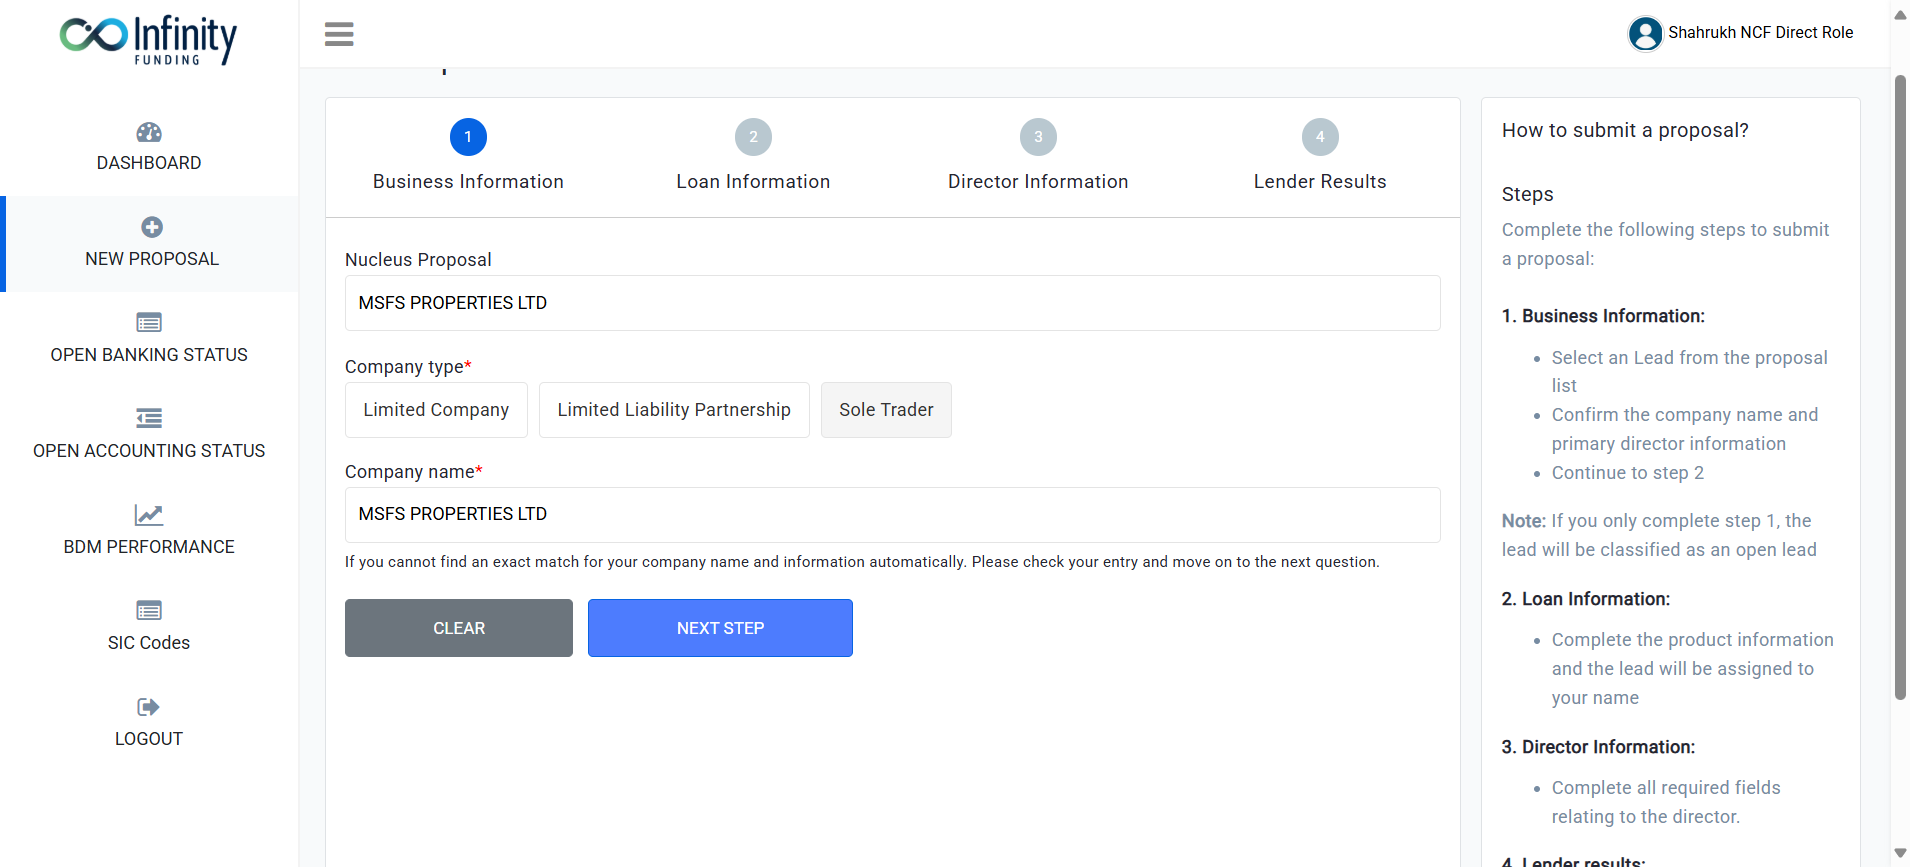 Infinity
FUNDING
Shahrukh NCF Direct Role
DASHBOARD
NEW PROPOSAL
OPEN BANKING STATUS
OPEN ACCOUNTING STATUS
BDM PERFORMANCE
SIC Codes
LOGOUT
1
2
3
4
Business Information
Loan Information
Director Information
Lender Results
Nucleus Proposal
MSFS PROPERTIES LTD
Company type*
Limited Company
Limited Liability Partnership
Sole Trader
Company name*
MSFS PROPERTIES LTD
If you cannot find an exact match for your company name and information automatically. Please check your entry and move on to the next question.
CLEAR
NEXT STEP
How to submit a proposal?
Steps
Complete the following steps to submit
a proposal:
1. Business Information:
• Select an Lead from the proposal
list
• Confirm the company name and
primary director information
• Continue to step 2
Note: If you only complete step 1, the
lead will be classified as an open lead
2. Loan Information:
• Complete the product information
and the lead will be assigned to
your name
3. Director Information:
• Complete all required fields
relating to the director.
4. Lender results: